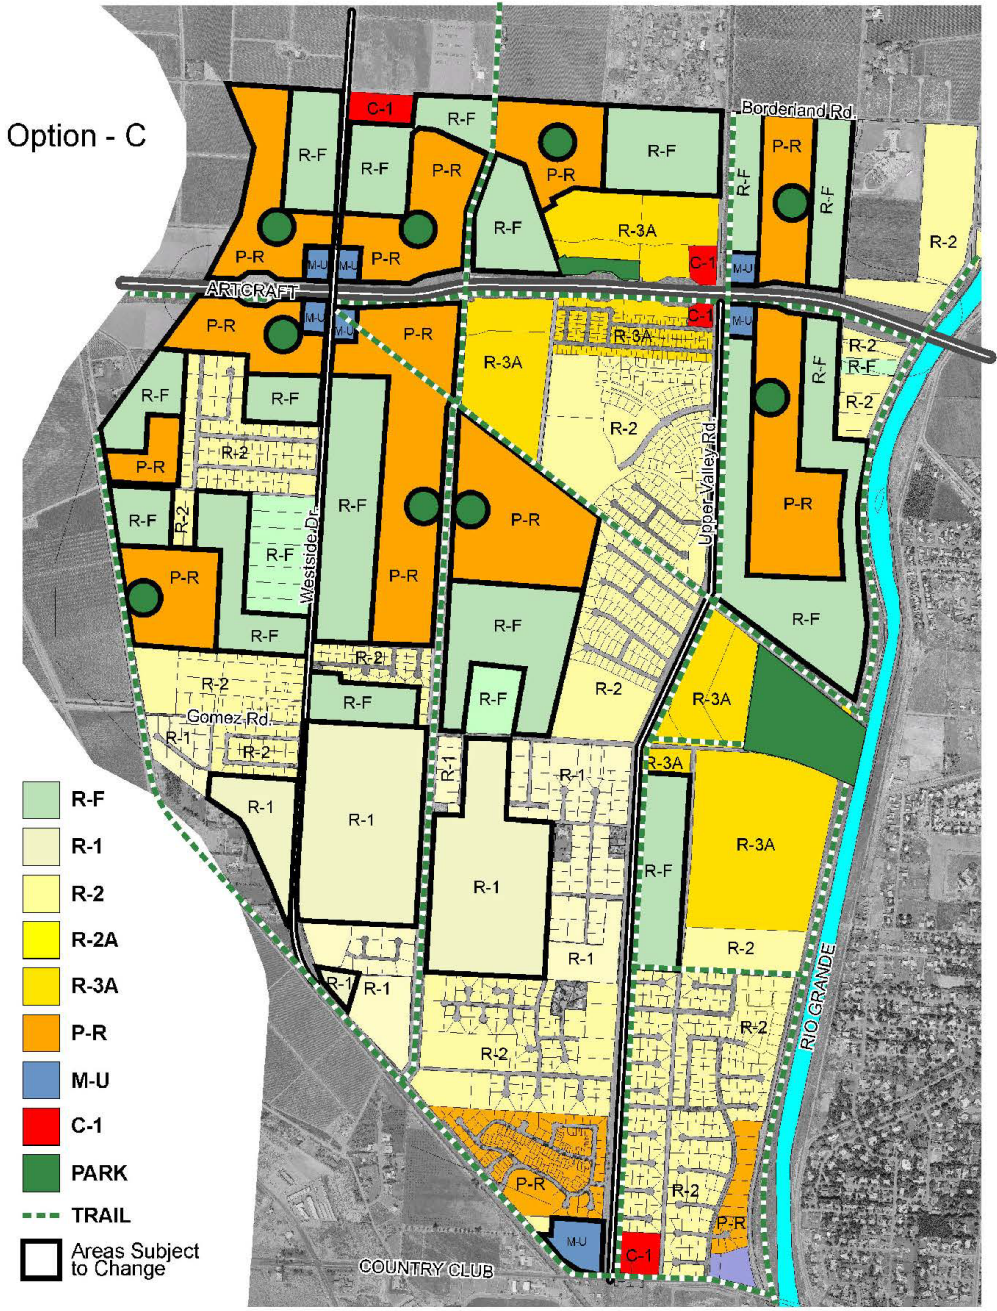 Option - C
C-1
R-F
Borderland Rd.
R-F
R-F
P-R
P-R
R-F
P-R
R-F
R-F
R-F
R-3A
R-2
P-R
P-R
M-U
M-U
C-1
M-U
ARTCRAFT
P-R
M-U
M-U
P-R
C-1
M-U
R-3A
R-3A
R-F
R-2
R-F
R-2
R-F
R-F
R-2
R-2
P-R
R-F
R-2
R-F
P-R
Upper Valley Rd.
P-R
R-F
P-R
Westside Dr.
P-R
R-F
R-F
R-F
R-2
R-2
R-2
R-3A
R-F
R-F
Gomez Rd.
R-1
R-2
R-1
R-1
R-3A
R-F
R-1
R-1
R-1
R-F
R-3A
R-1
R-2
R-1
R-1
R-1
R-2
R-2
RIO GRANDE
P-R
R-2
P-R
M-U
C-1
COUNTRY CLUB
R-F
R-1
R-2
R-2A
R-3A
P-R
M-U
C-1
PARK
TRAIL
Areas Subject
to Change